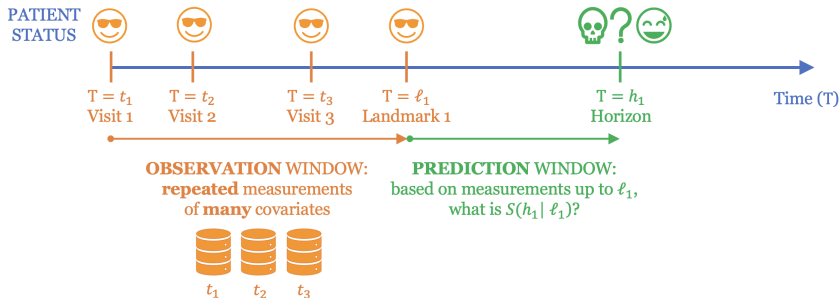 PATIENT
STATUS
T = t₁
Visit 1
T = t₂
Visit 2
T = t₃
Visit 3
T = ℓ₁
Landmark 1
T = h₁
Horizon
Time (T)
OBSERVATION WINDOW:
repeated measurements
of many covariates
t₁ t₂ t₃
PREDICTION WINDOW:
based on measurements up to ℓ₁,
what is S(h₁| ℓ₁)?